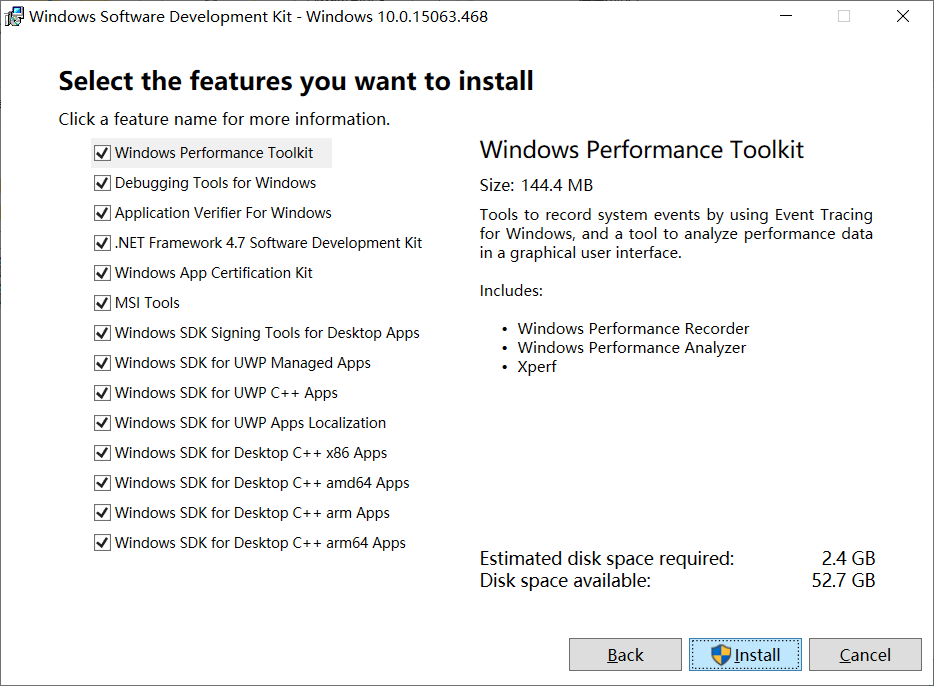 Windows Software Development Kit - Windows 10.0.15063.468
Select the features you want to install
Click a feature name for more information.
Windows Performance Toolkit
Debugging Tools for Windows
Application Verifier For Windows
.NET Framework 4.7 Software Development Kit
Windows App Certification Kit
MSI Tools
Windows SDK Signing Tools for Desktop Apps
Windows SDK for UWP Managed Apps
Windows SDK for UWP C++ Apps
Windows SDK for UWP Apps Localization
Windows SDK for Desktop C++ x86 Apps
Windows SDK for Desktop C++ amd64 Apps
Windows SDK for Desktop C++ arm Apps
Windows SDK for Desktop C++ arm64 Apps
Windows Performance Toolkit
Size: 144.4 MB
Tools to record system events by using Event Tracing
for Windows, and a tool to analyze performance data
in a graphical user interface.
Includes:
• Windows Performance Recorder
• Windows Performance Analyzer
• Xperf
Estimated disk space required: 2.4 GB
Disk space available: 52.7 GB
Back Install Cancel